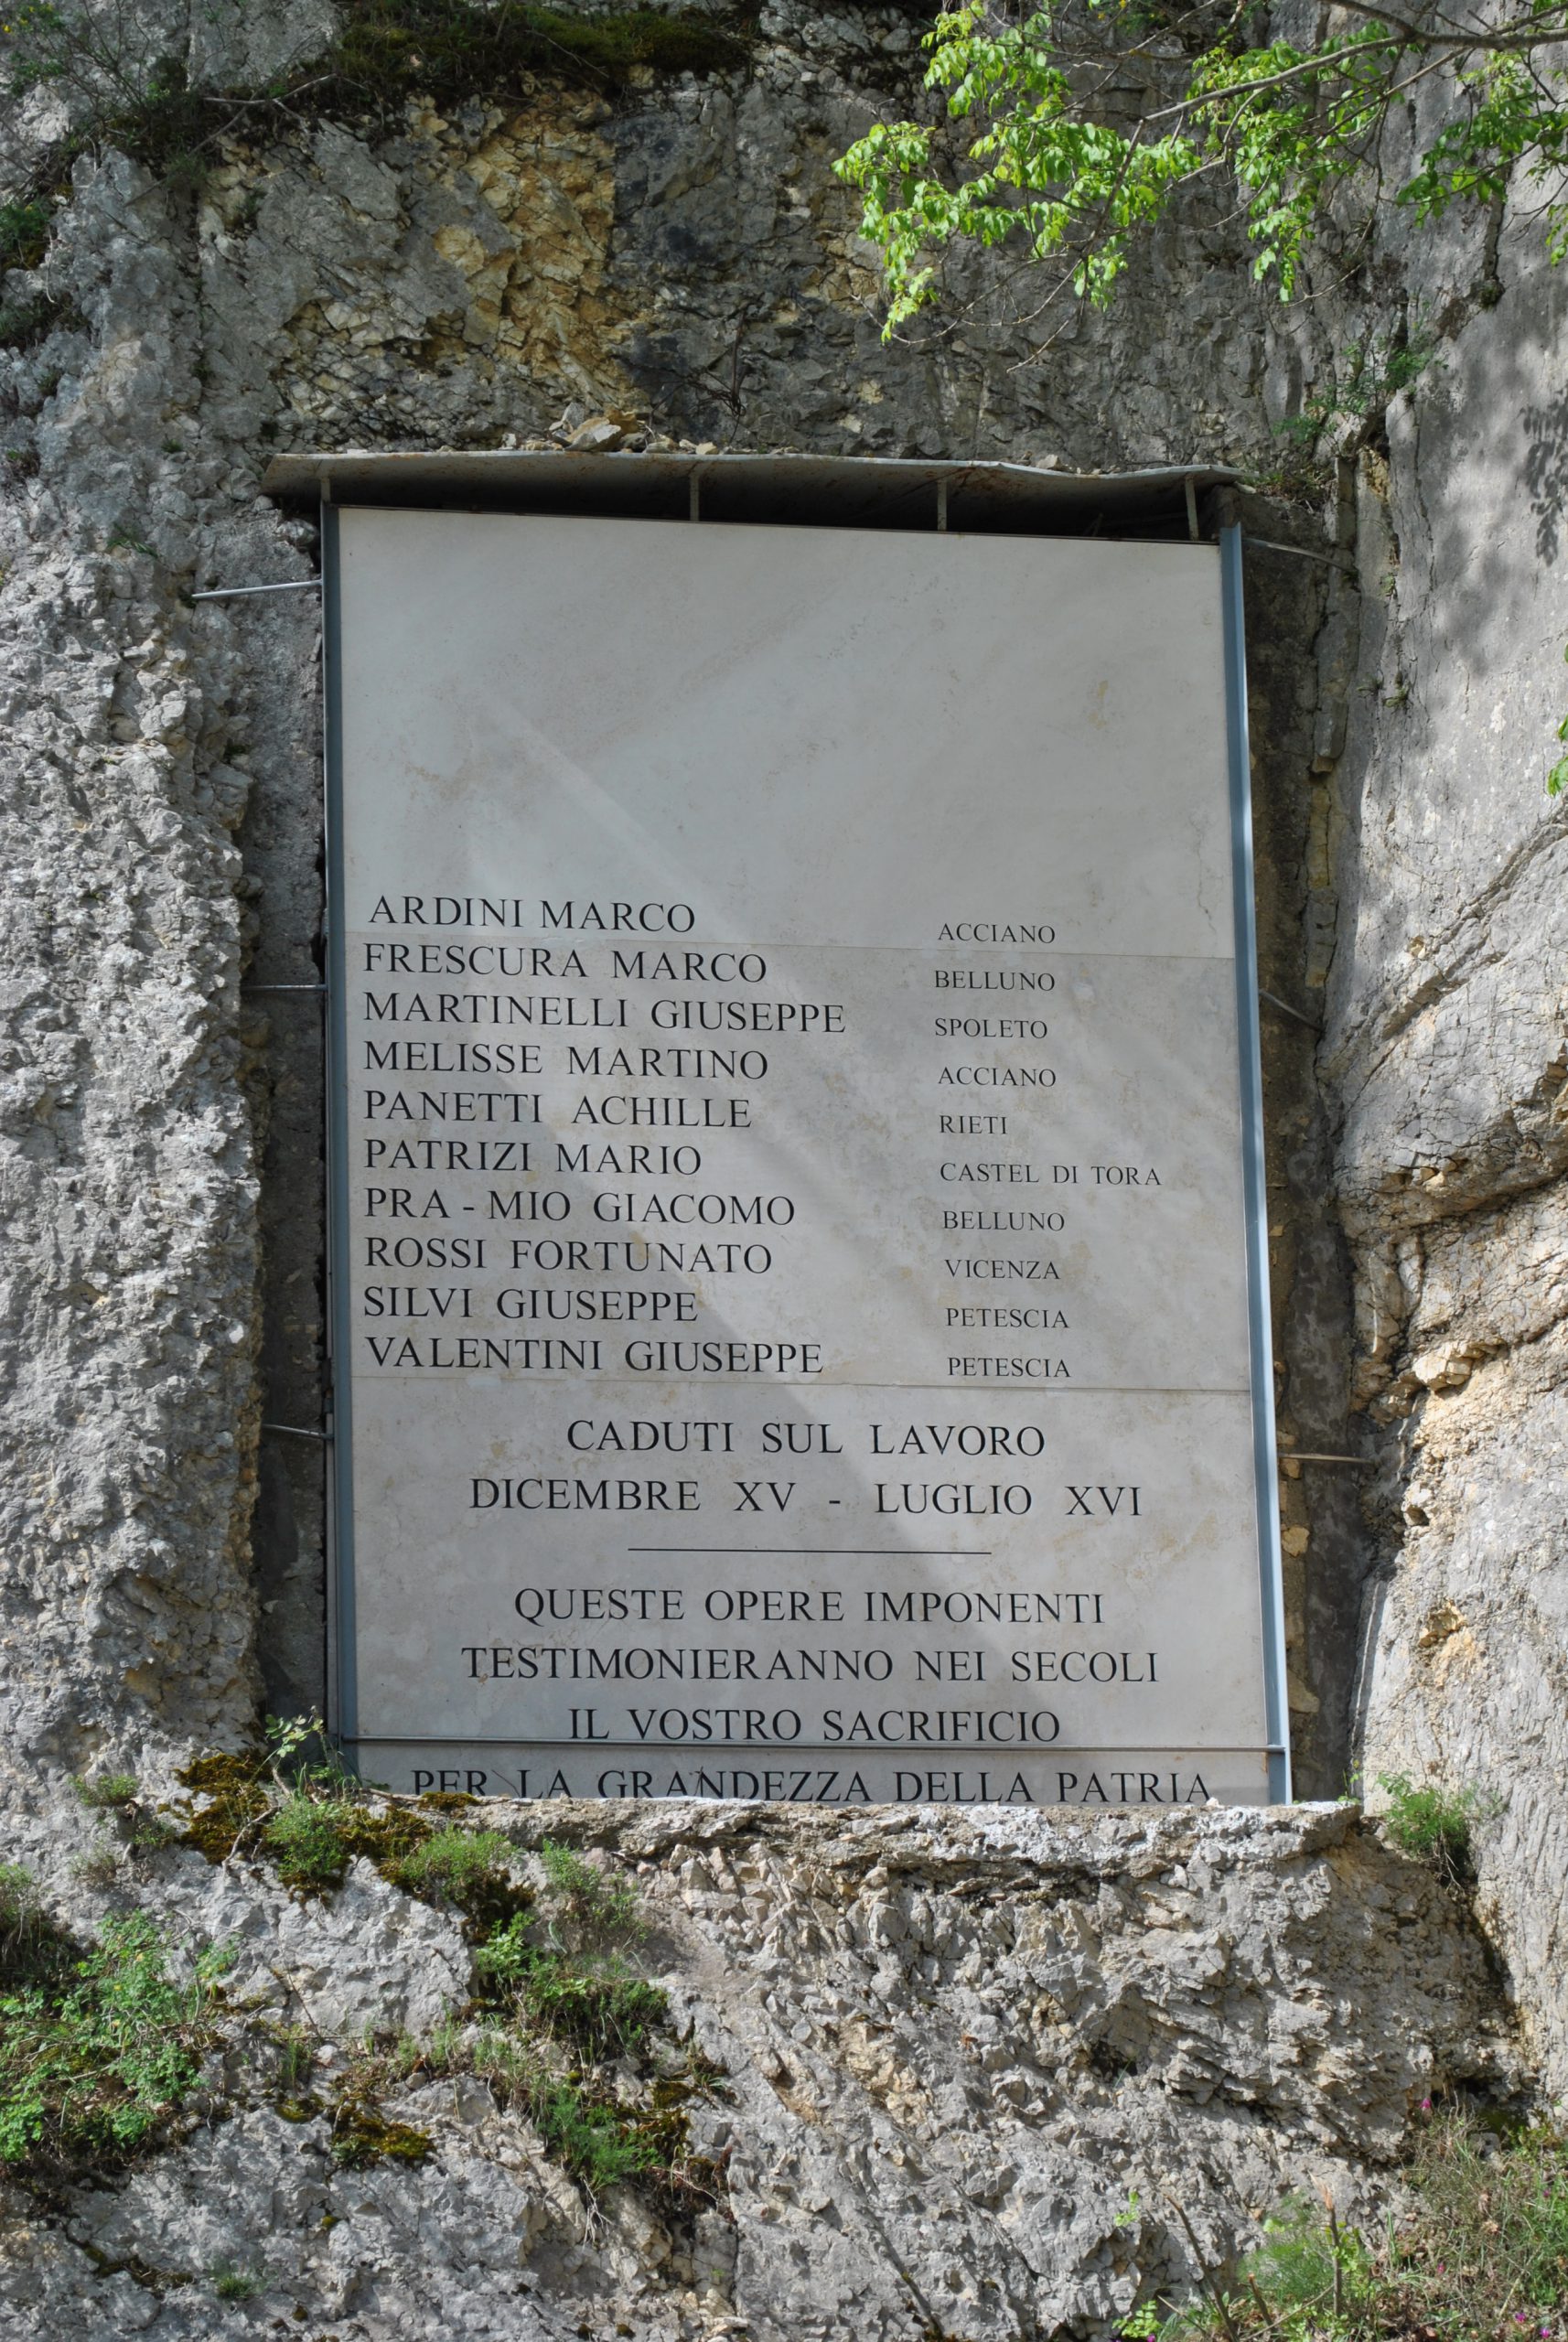 ARDINI MARCO ACCIANO
FRESCURA MARCO BELLUNO
MARTINELLI GIUSEPPE SPOLETO
MELISSE MARTINO ACCIANO
PANETTI ACHILLE RIETI
PATRIZI MARIO CASTEL DI TORA
PRA - MIO GIACOMO BELLUNO
ROSSI FORTUNATO VICENZA
SILVI GIUSEPPE PETESCIA
VALENTINI GIUSEPPE PETESCIA
CADUTI SUL LAVORO
DICEMBRE XV - LUGLIO XVI
QUESTE OPERE IMPONENTI
TESTIMONIERANNO NEI SECOLI
IL VOSTRO SACRIFICIO
PER LA GRANDEZZA DELLA PATRIA